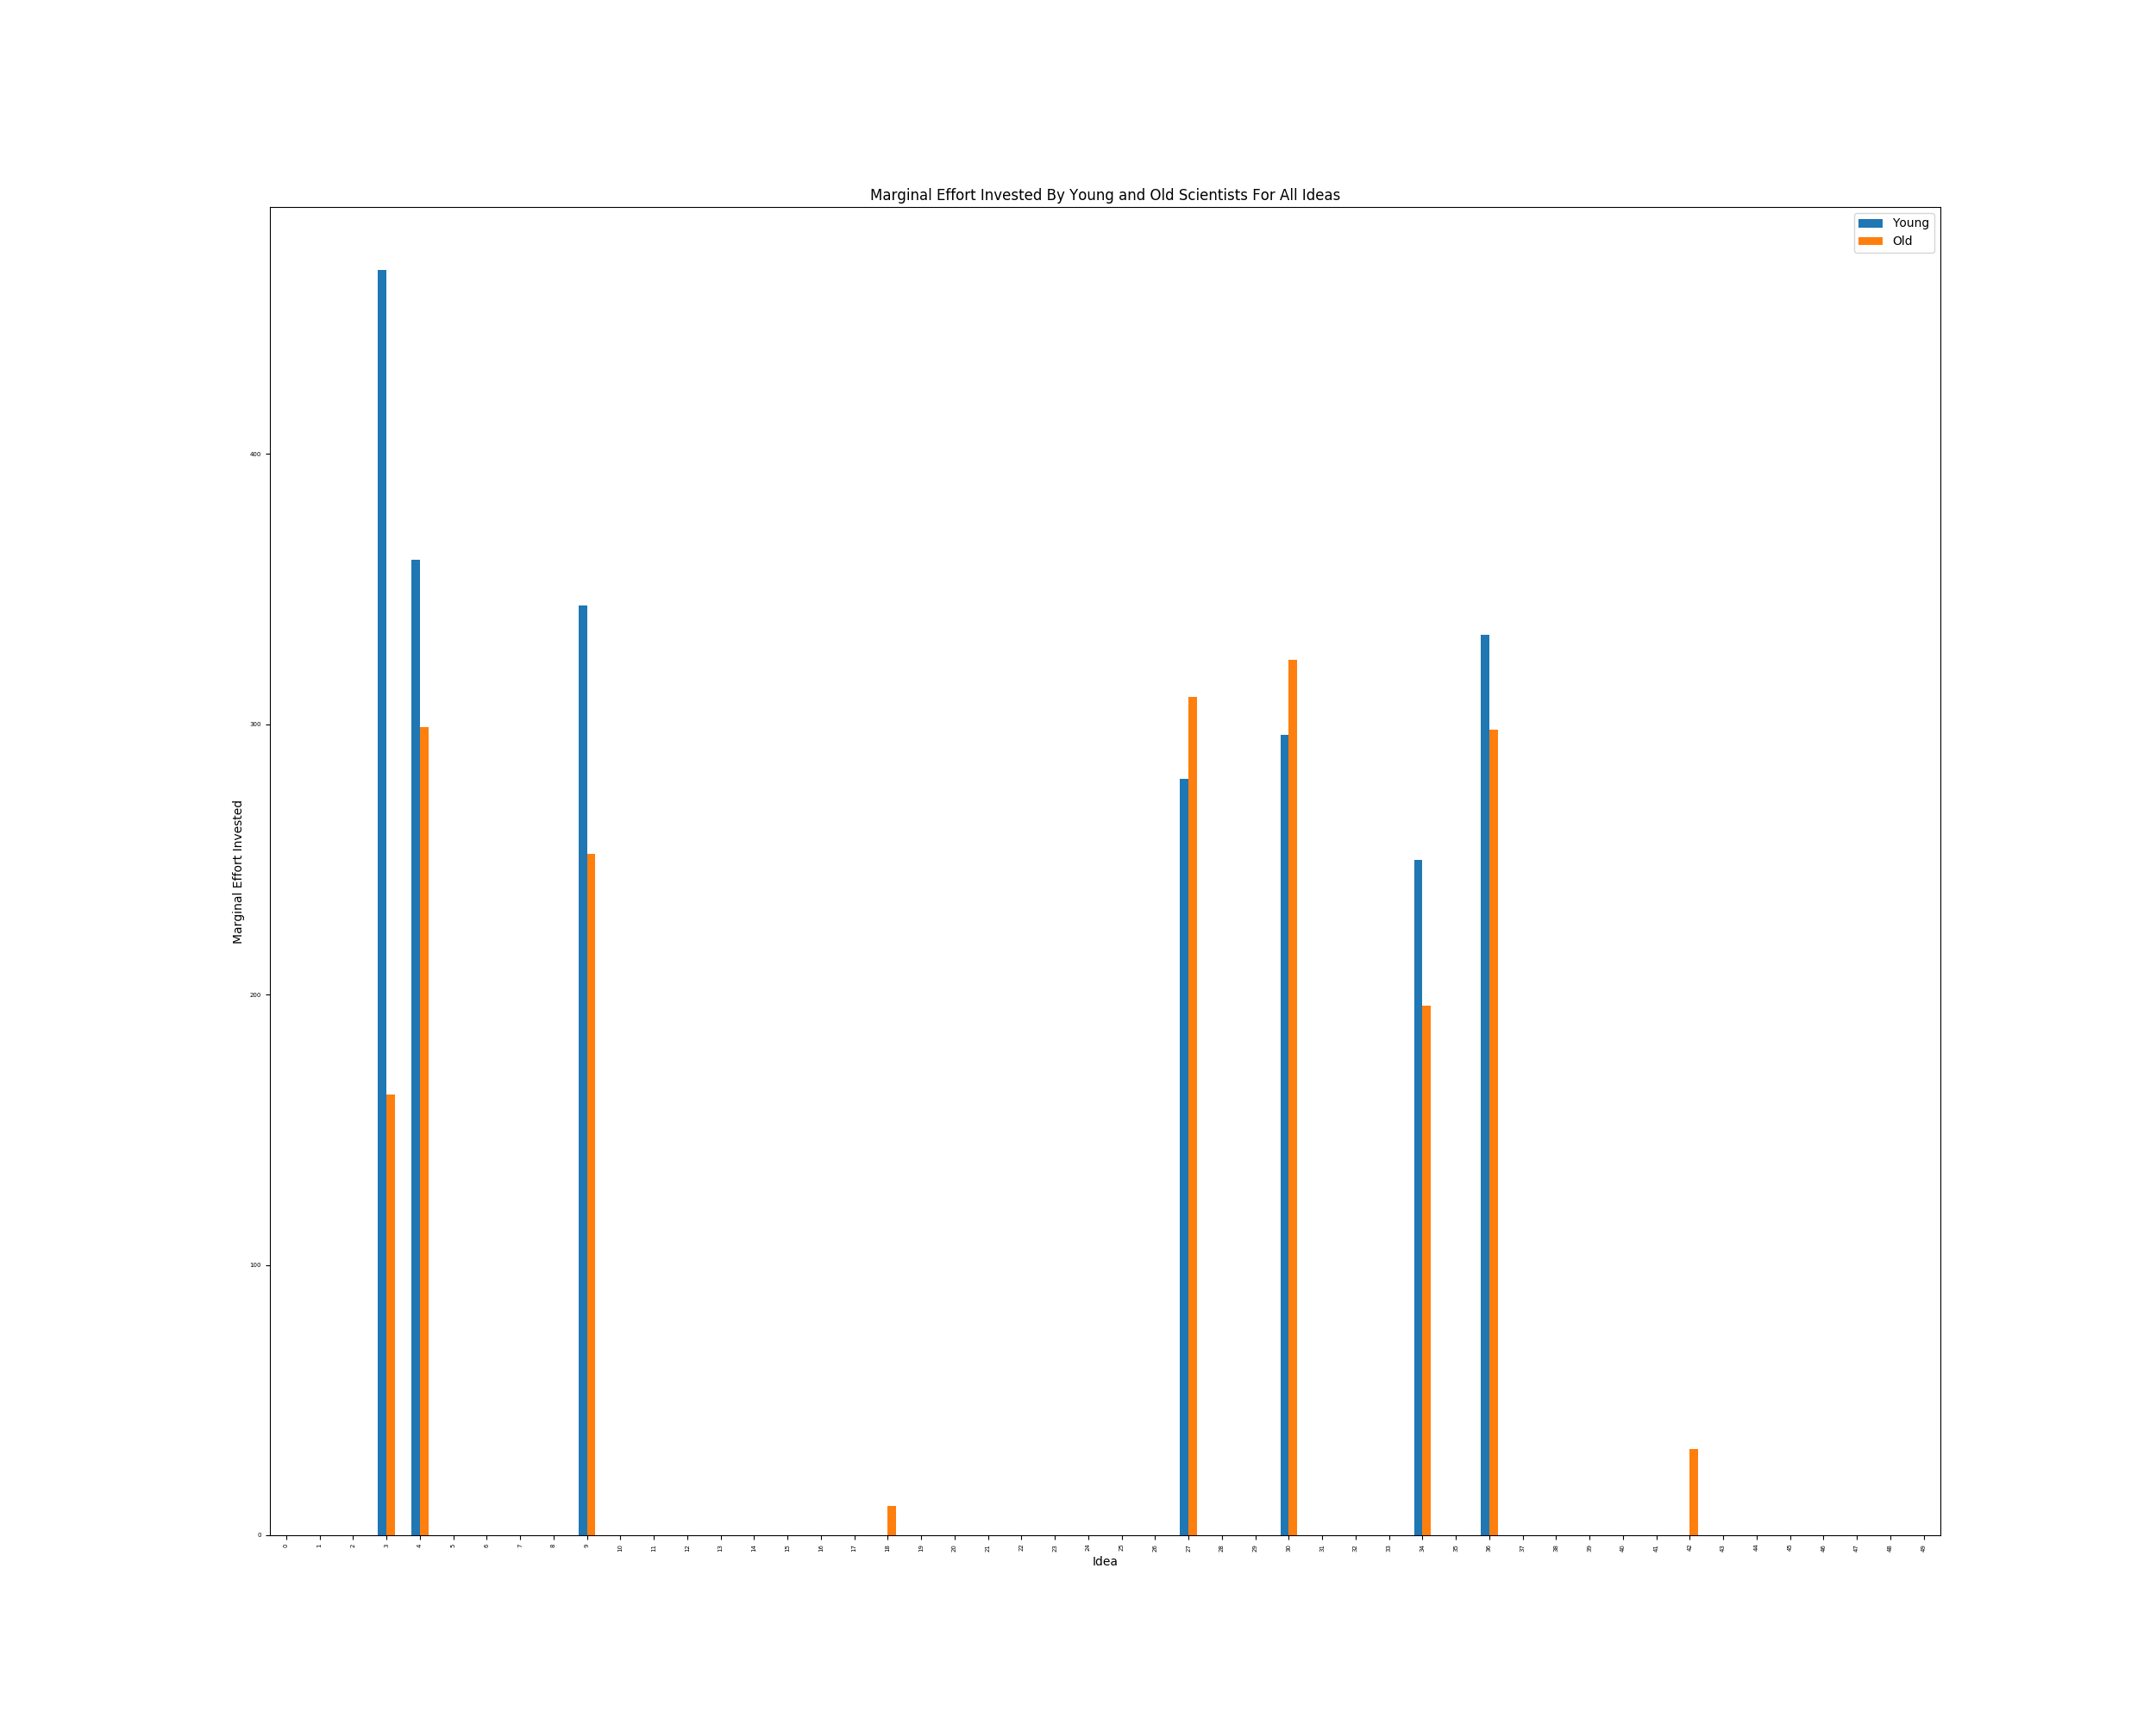 Marginal Effort Invested By Young and Old Scientists For All Ideas
Young
Old
400
300
200
100
0
Marginal Effort Invested
0 1 2 3 4 5 6 7 8 9 10 11 12 13 14 15 16 17 18 19 20 21 22 23 24 25 26 27 28 29 30 31 32 33 34 35 36 37 38 39 40 41 42 43 44 45 46 47 48 49
Idea